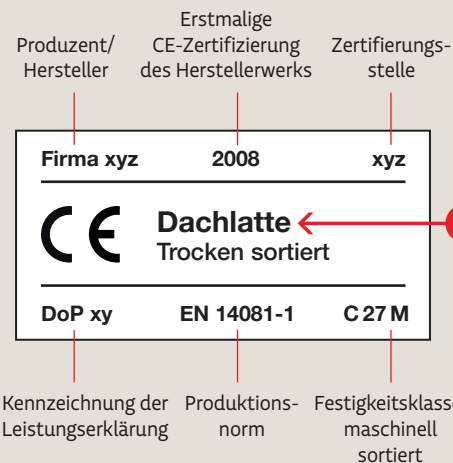 Produzent/
Hersteller
Erstmalige
CE-Zertifizierung
des Herstellerwerks
Zertifierungs-
stelle
Firma xyz 2008 xyz
CE Dachlatte
Trocken sortiert
DoP xy EN 14081-1 C 27 M
Kennzeichnung der
Leistungserklärung
Produktions-
norm
Festigkeitsklasse
maschinell
sortiert